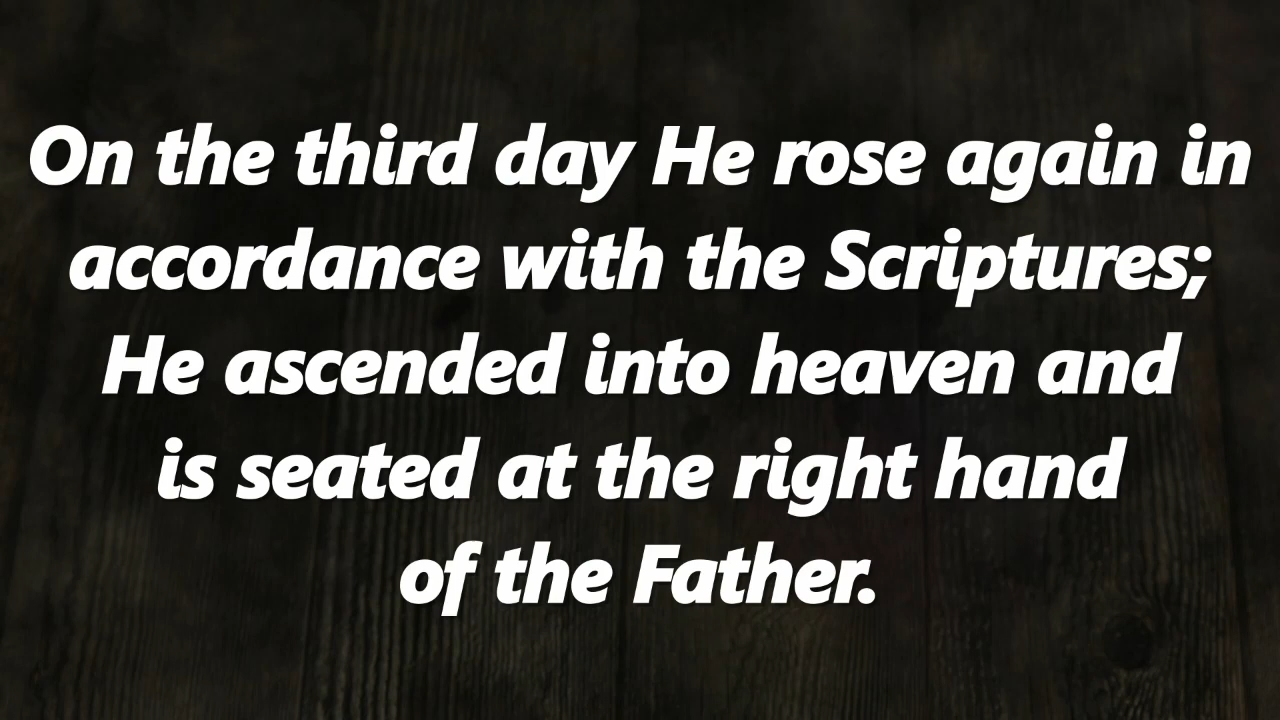 On the third day He rose again in
accordance with the Scriptures;
He ascended into heaven and
is seated at the right hand
of the Father.